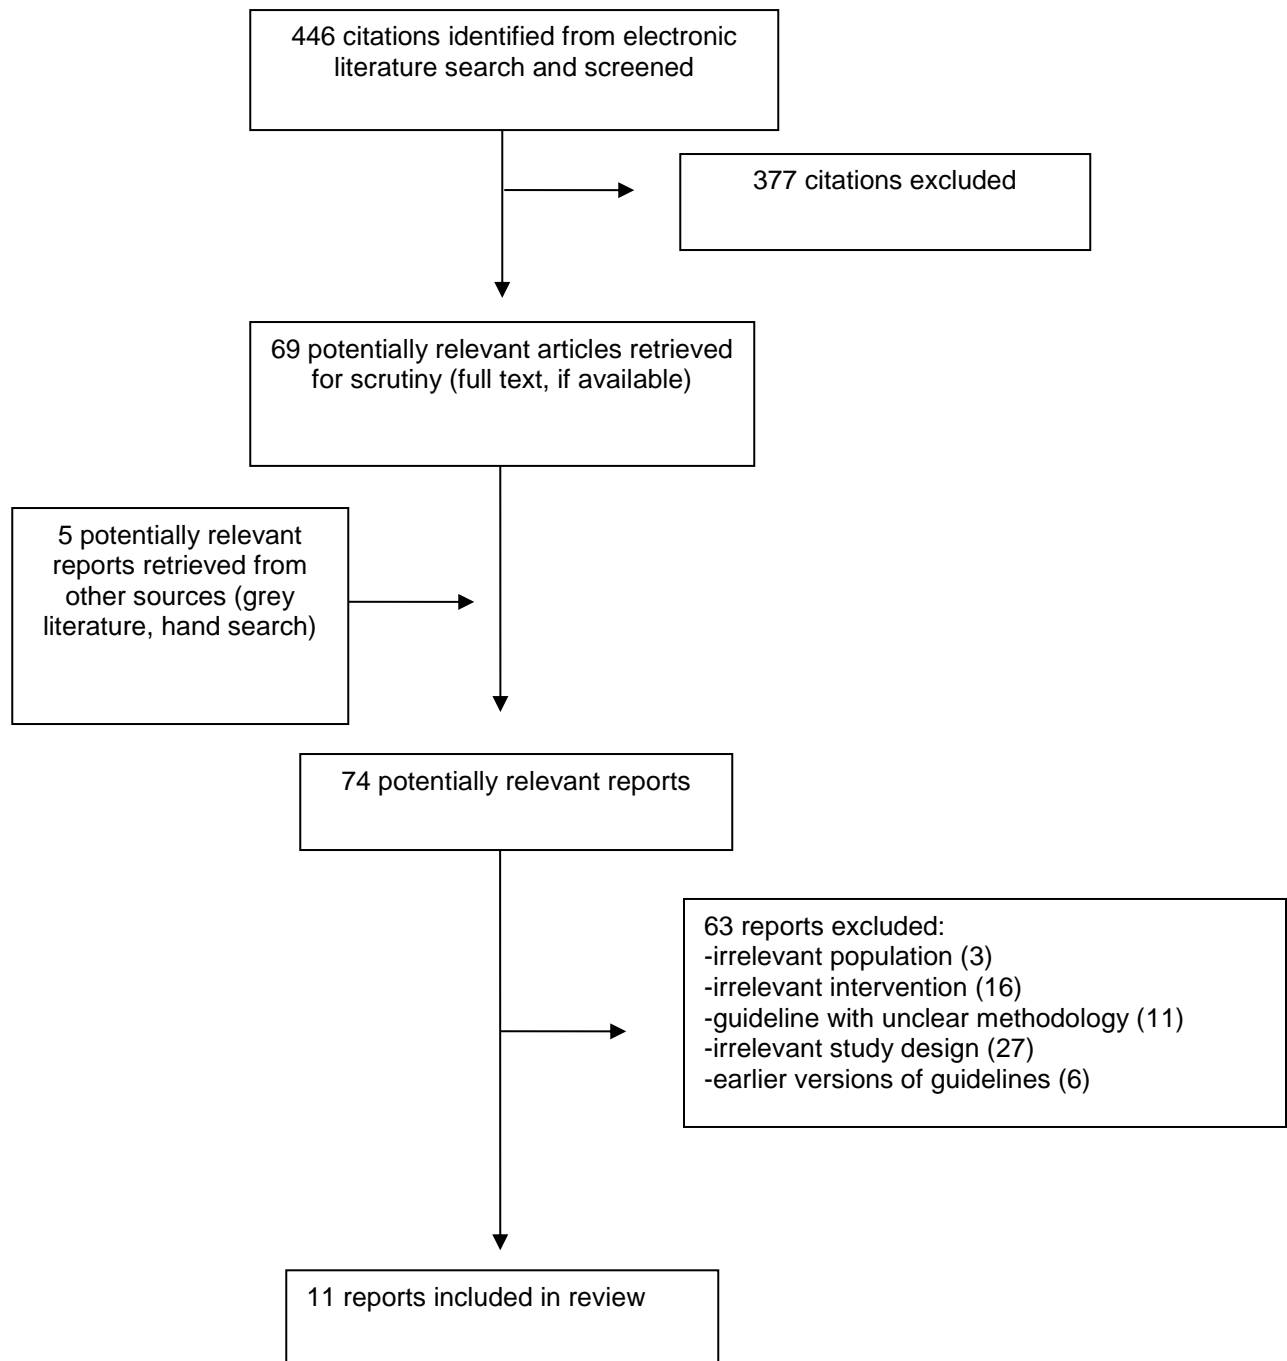 446 citations identified from electronic
literature search and screened
377 citations excluded
69 potentially relevant articles retrieved
for scrutiny (full text, if available)
5 potentially relevant
reports retrieved from
other sources (grey
literature, hand search)
74 potentially relevant reports
63 reports excluded:
-irrelevant population (3)
-irrelevant intervention (16)
-guideline with unclear methodology (11)
-irrelevant study design (27)
-earlier versions of guidelines (6)
11 reports included in review